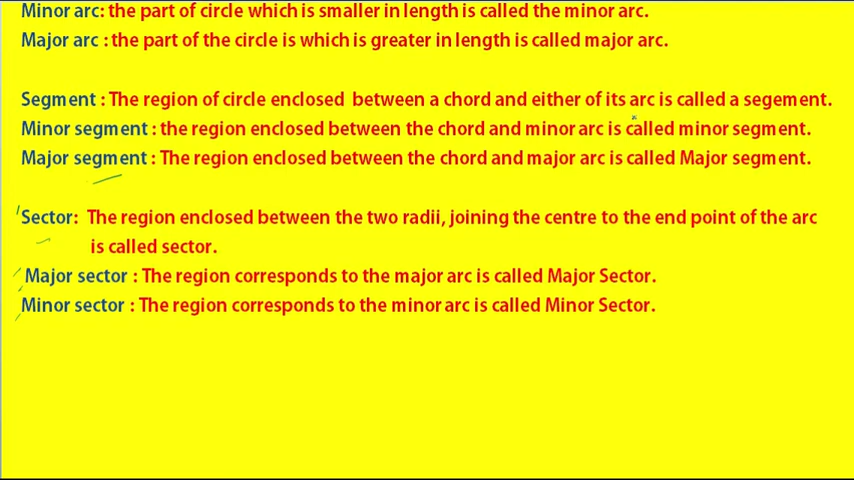 Minor arc: the part of circle which is smaller in length is called the minor arc.
Major arc : the part of the circle is which is greater in length is called major arc.
Segment : The region of circle enclosed between a chord and either of its arc is called a segement.
Minor segment : the region enclosed between the chord and minor arc is called minor segment.
Major segment : The region enclosed between the chord and major arc is called Major segment.
Sector: The region enclosed between the two radii, joining the centre to the end point of the arc
is called sector.
Major sector : The region corresponds to the major arc is called Major Sector.
Minor sector : The region corresponds to the minor arc is called Minor Sector.